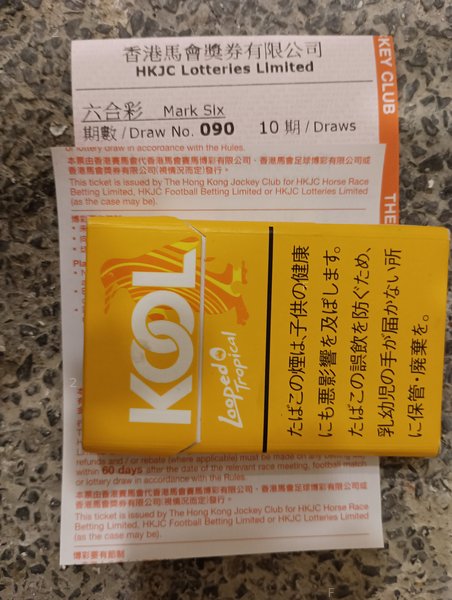 香港馬會獎券有限公司
HKJC Lotteries Limited
KEY CLUB
THE
六合彩 Mark Six
期數 / Draw No. 090 10 期 / Draws
or lottery draw in accordance with the Rules.
本票由香港賽馬會代香港馬會賽馬博彩有限公司、香港馬會足球博彩有限公司或
香港馬會獎券有限公司(視情況而定)發行。
This ticket is issued by The Hong Kong Jockey Club for HKJC Horse Race
Betting Limited, HKJC Football Betting Limited or HKJC Lotteries Limited
(as the case may be).
KOOL
Looped
Tropical
たばこの煙は、子供の健康
にも悪影響を及ぼします。
たばこの誤飲を防ぐため、
乳幼児の手が届かない所
に保管・廃棄を。
refunds and / or rebate (where applicable) must be made on any
within 60 days after the date of the relevant race meeting, football match
or lottery draw in accordance with the Rules.
本票由香港賽馬會代香港馬會賽馬博彩有限公司、香港馬會足球博彩有限公司或
香港馬會獎券有限公司(視情況而定)發行。
This ticket is issued by The Hong Kong Jockey Club for HKJC Horse Race
Betting Limited, HKJC Football Betting Limited or HKJC Lotteries Limited
(as the case may be).
博彩要有節制